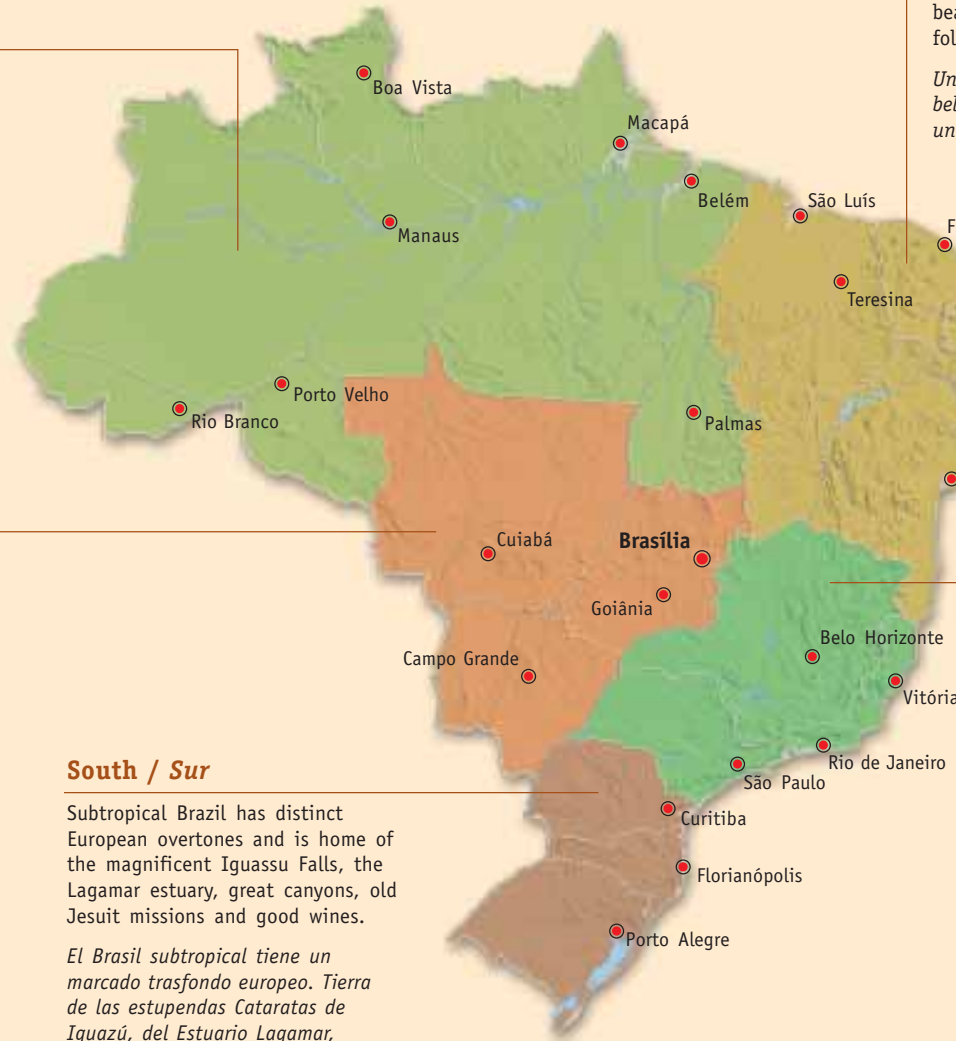 bea
fol
Un
bel
un
Boa Vista
Macapá
Belém
São Luís
F
Manaus
Teresina
Porto Velho
Rio Branco
Palmas
Cuiabá
Brasília
Goiânia
Belo Horizonte
Campo Grande
Vitória
Rio de Janeiro
São Paulo
Curitiba
Florianópolis
Porto Alegre
South / Sur
Subtropical Brazil has distinct
European overtones and is home of
the magnificent Iguassu Falls, the
Lagamar estuary, great canyons, old
Jesuit missions and good wines.
El Brasil subtropical tiene un
marcado trasfondo europeo. Tierra
de las estupendas Cataratas de
Iguazú, del Estuario Lagamar,